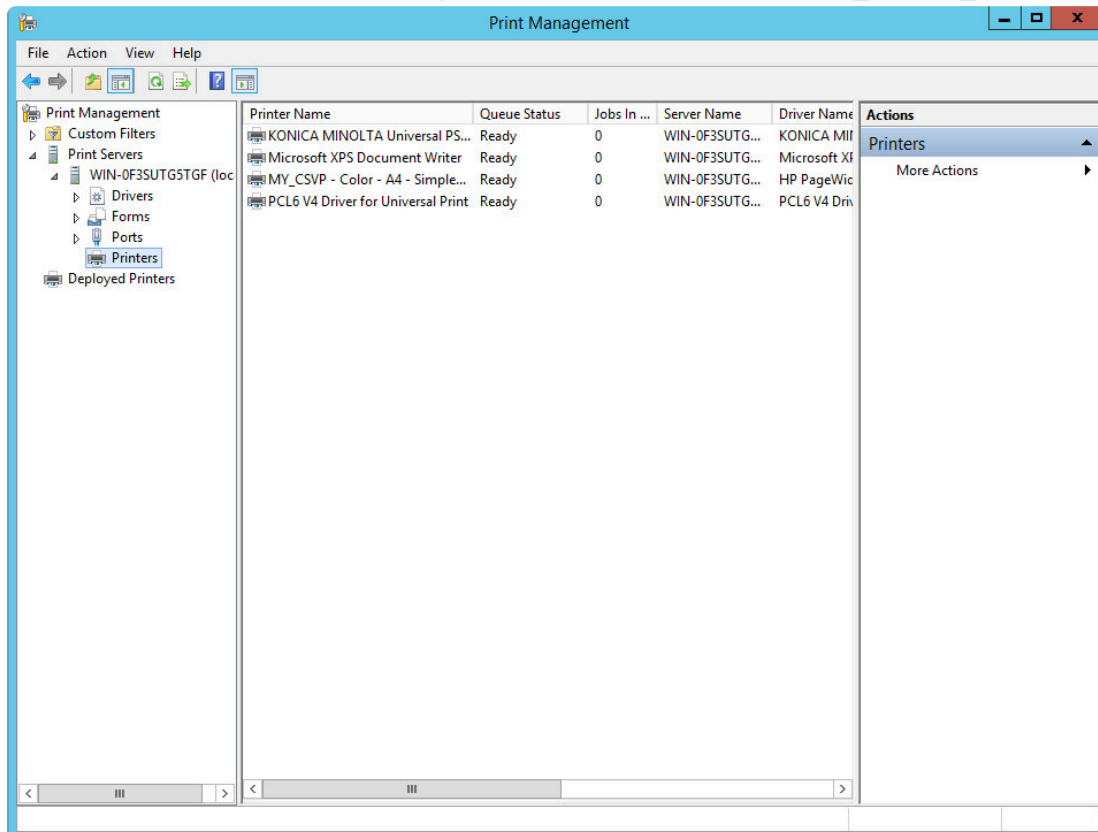 Print Management
File Action View Help
Print Management
Custom Filters
Print Servers
WIN-0F3SUTG5TGF (loc
Drivers
Forms
Ports
Printers
Deployed Printers
Printer Name Queue Status Jobs In ... Server Name Driver Name
KONICA MINOLTA Universal PS... Ready 0 WIN-0F3SUTG... KONICA MIN
Microsoft XPS Document Writer Ready 0 WIN-0F3SUTG... Microsoft XP
MY_CSVP - Color - A4 - Simple... Ready 0 WIN-0F3SUTG... HP PageWid
PCL6 V4 Driver for Universal Print Ready 0 WIN-0F3SUTG... PCL6 V4 Driv
Actions
Printers
More Actions